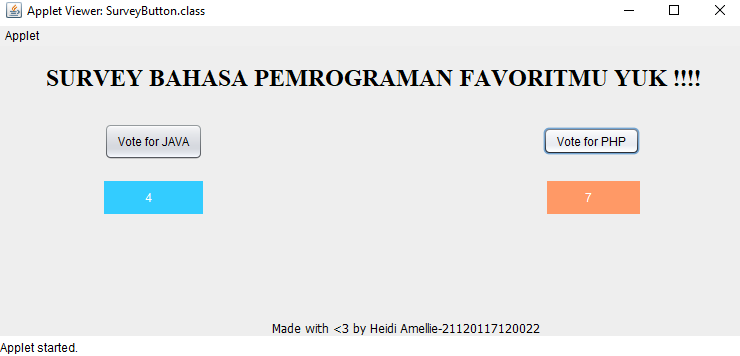 Applet Viewer: SurveyButton.class
Applet
SURVEY BAHASA PEMROGRAMAN FAVORITMU YUK !!!!
Vote for JAVA
Vote for PHP
4
7
Made with <3 by Heidi Amellie-21120117120022
Applet started.